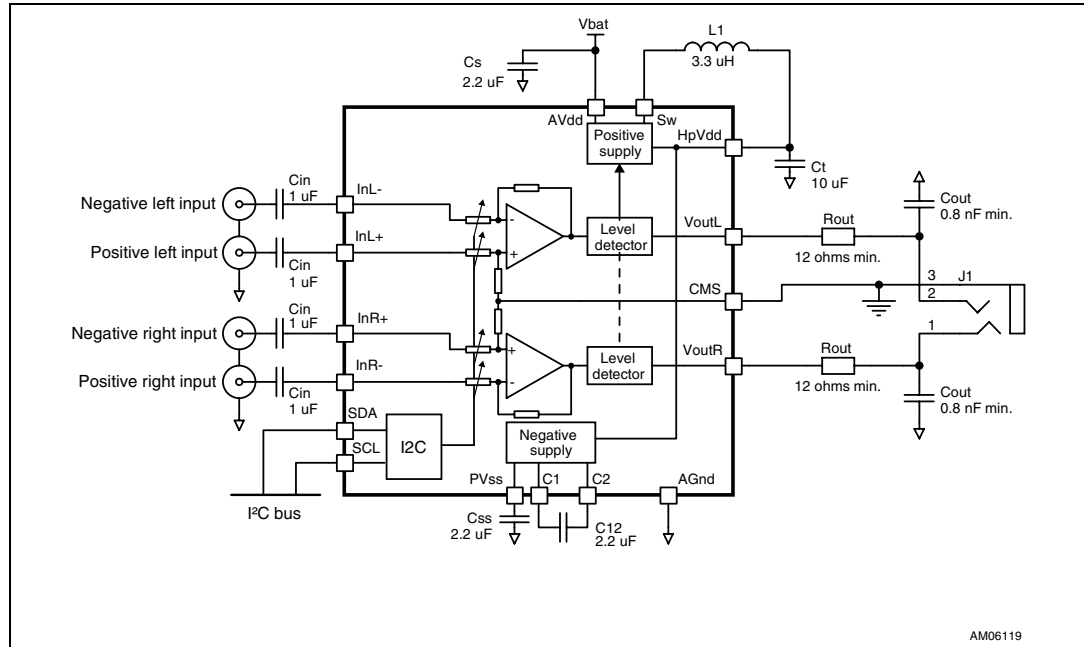 Vbat
L1
3.3 uH
Cs
2.2 uF
AVdd
Sw
Positive supply
HpVdd
Ct
10 uF
Negative left input
Cin
1 uF
InL-
Positive left input
Cin
1 uF
InL+
-
+
Level detector
VoutL
Rout
12 ohms min.
Cout
0.8 nF min.
CMS
3
J1
2
1
Negative right input
Cin
1 uF
InR+
Positive right input
Cin
1 uF
InR-
+
-
Level detector
VoutR
Rout
12 ohms min.
Cout
0.8 nF min.
SDA
SCL
I2C
I²C bus
Negative supply
PVss
C1
C2
AGnd
Css
2.2 uF
C12
2.2 uF
AM06119